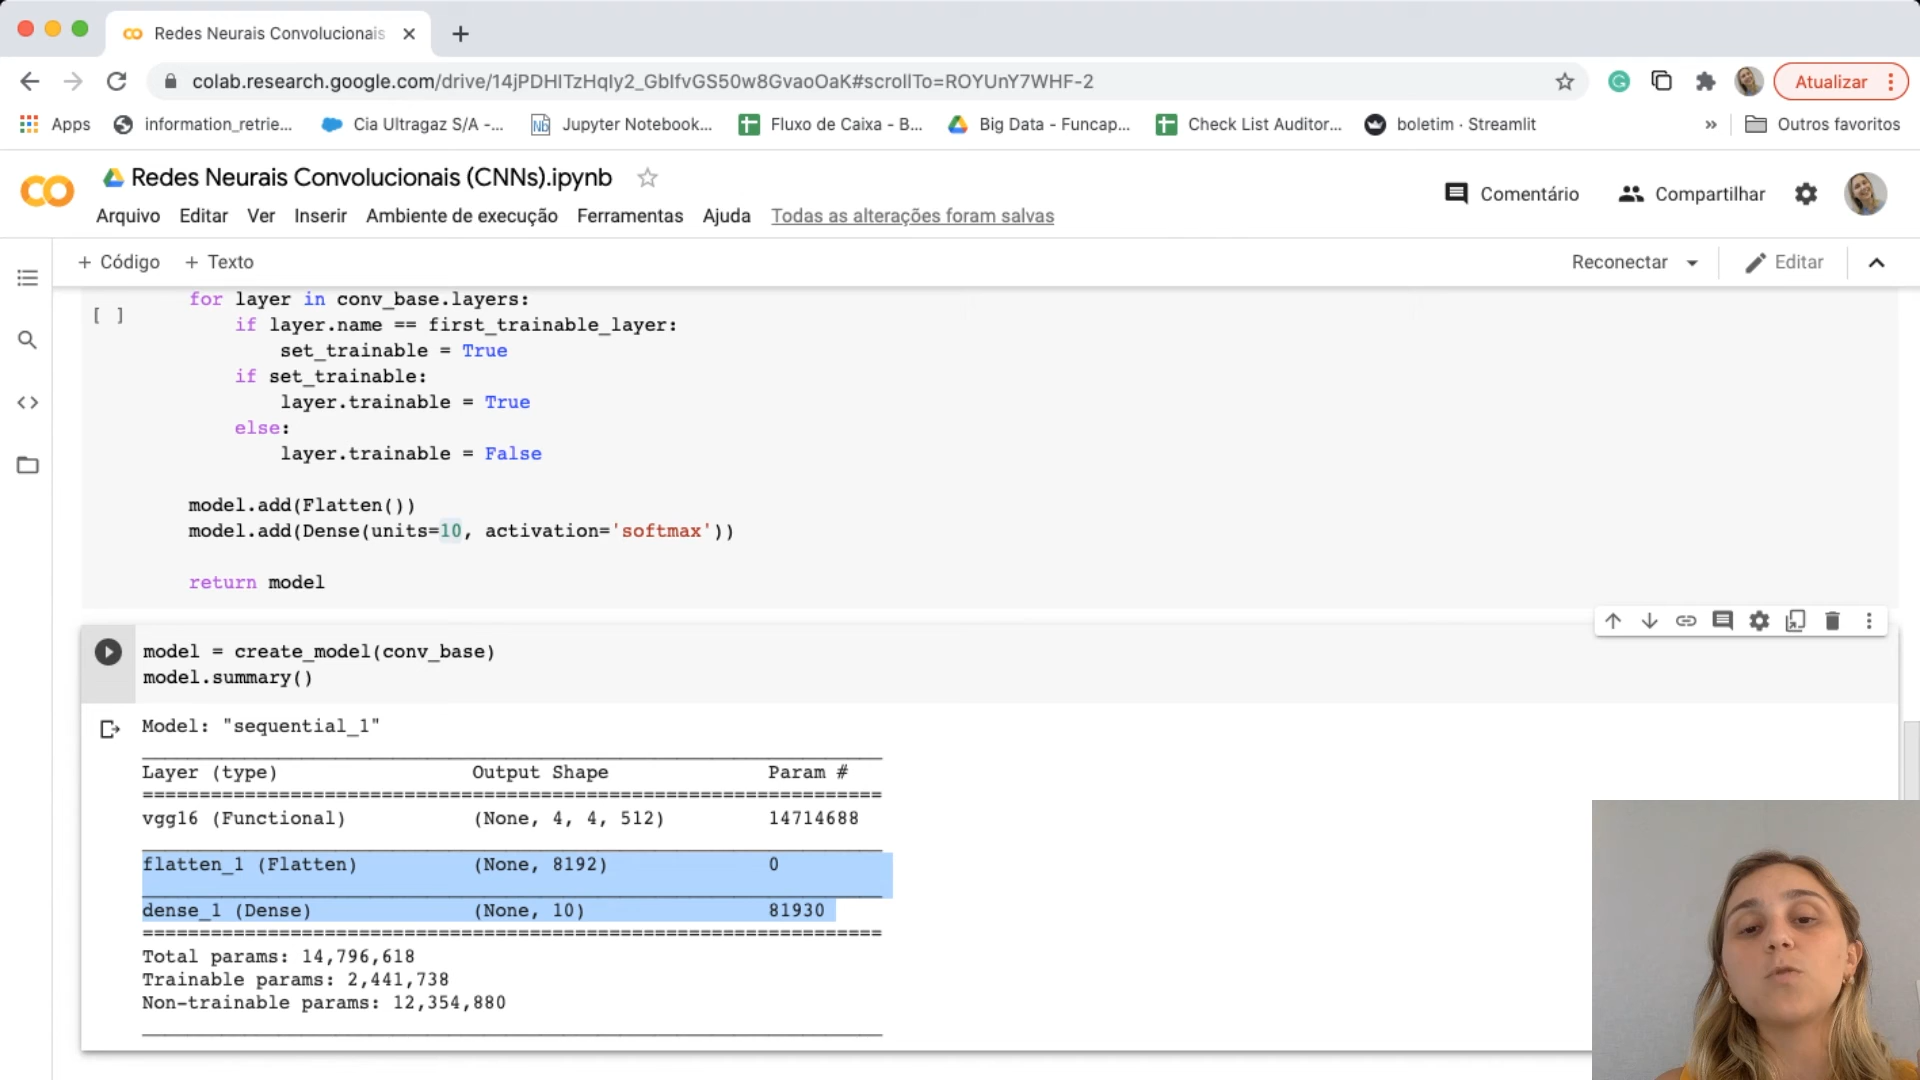 Redes Neurais Convolucionais
colab.research.google.com/drive/14jPDHlTzHqIy2_GbIfvGS50w8GvaoOaK#scrollTo=ROYUnY7WHF-2
Atualizar
Apps
information_retrie...
Cia Ultragaz S/A -...
Jupyter Notebook...
Fluxo de Caixa - B...
Big Data - Funcap...
Check List Auditor...
boletim · Streamlit
»
Outros favoritos
Redes Neurais Convolucionais (CNNs).ipynb
Comentário
Compartilhar
Arquivo Editar Ver Inserir Ambiente de execução Ferramentas Ajuda Todas as alterações foram salvas
+ Código + Texto
Reconectar
Editar
[ ]
for layer in conv_base.layers:
if layer.name == first_trainable_layer:
set_trainable = True
if set_trainable:
layer.trainable = True
else:
layer.trainable = False
model.add(Flatten())
model.add(Dense(units=10, activation='softmax'))
return model
model = create_model(conv_base)
model.summary()
Model: "sequential_1"
Layer (type) Output Shape Param #
vgg16 (Functional) (None, 4, 4, 512) 14714688
flatten_1 (Flatten) (None, 8192) 0
dense_1 (Dense) (None, 10) 81930
Total params: 14,796,618
Trainable params: 2,441,738
Non-trainable params: 12,354,880